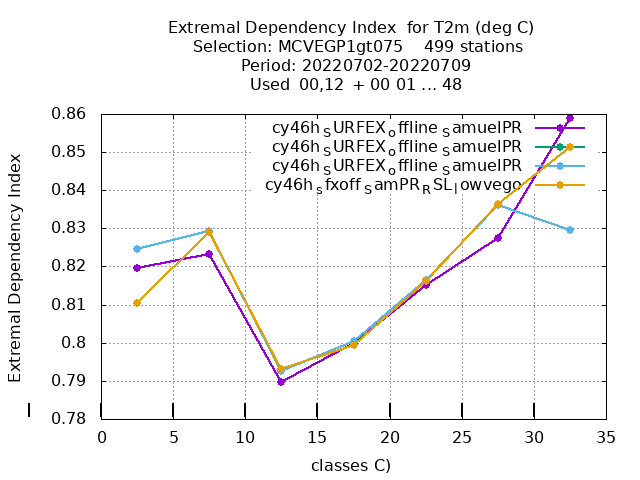 Extremal Dependency Index  for T2m (deg C)
Selection: MCVEGP1gt075    499 stations
Period: 20220702-20220709
Used  00,12  + 00 01 ... 48
cy46h_SURFEX_offline_SamuelPR
cy46h_SURFEX_offline_SamuelPR
cy46h_SURFEX_offline_SamuelPR
cy46h_sfxoff_SamPR_RSL_lowvego
0.86
0.85
0.84
0.83
0.82
0.81
0.8
0.79
0.78
Extremal Dependency Index
0 5 10 15 20 25 30 35
classes C)